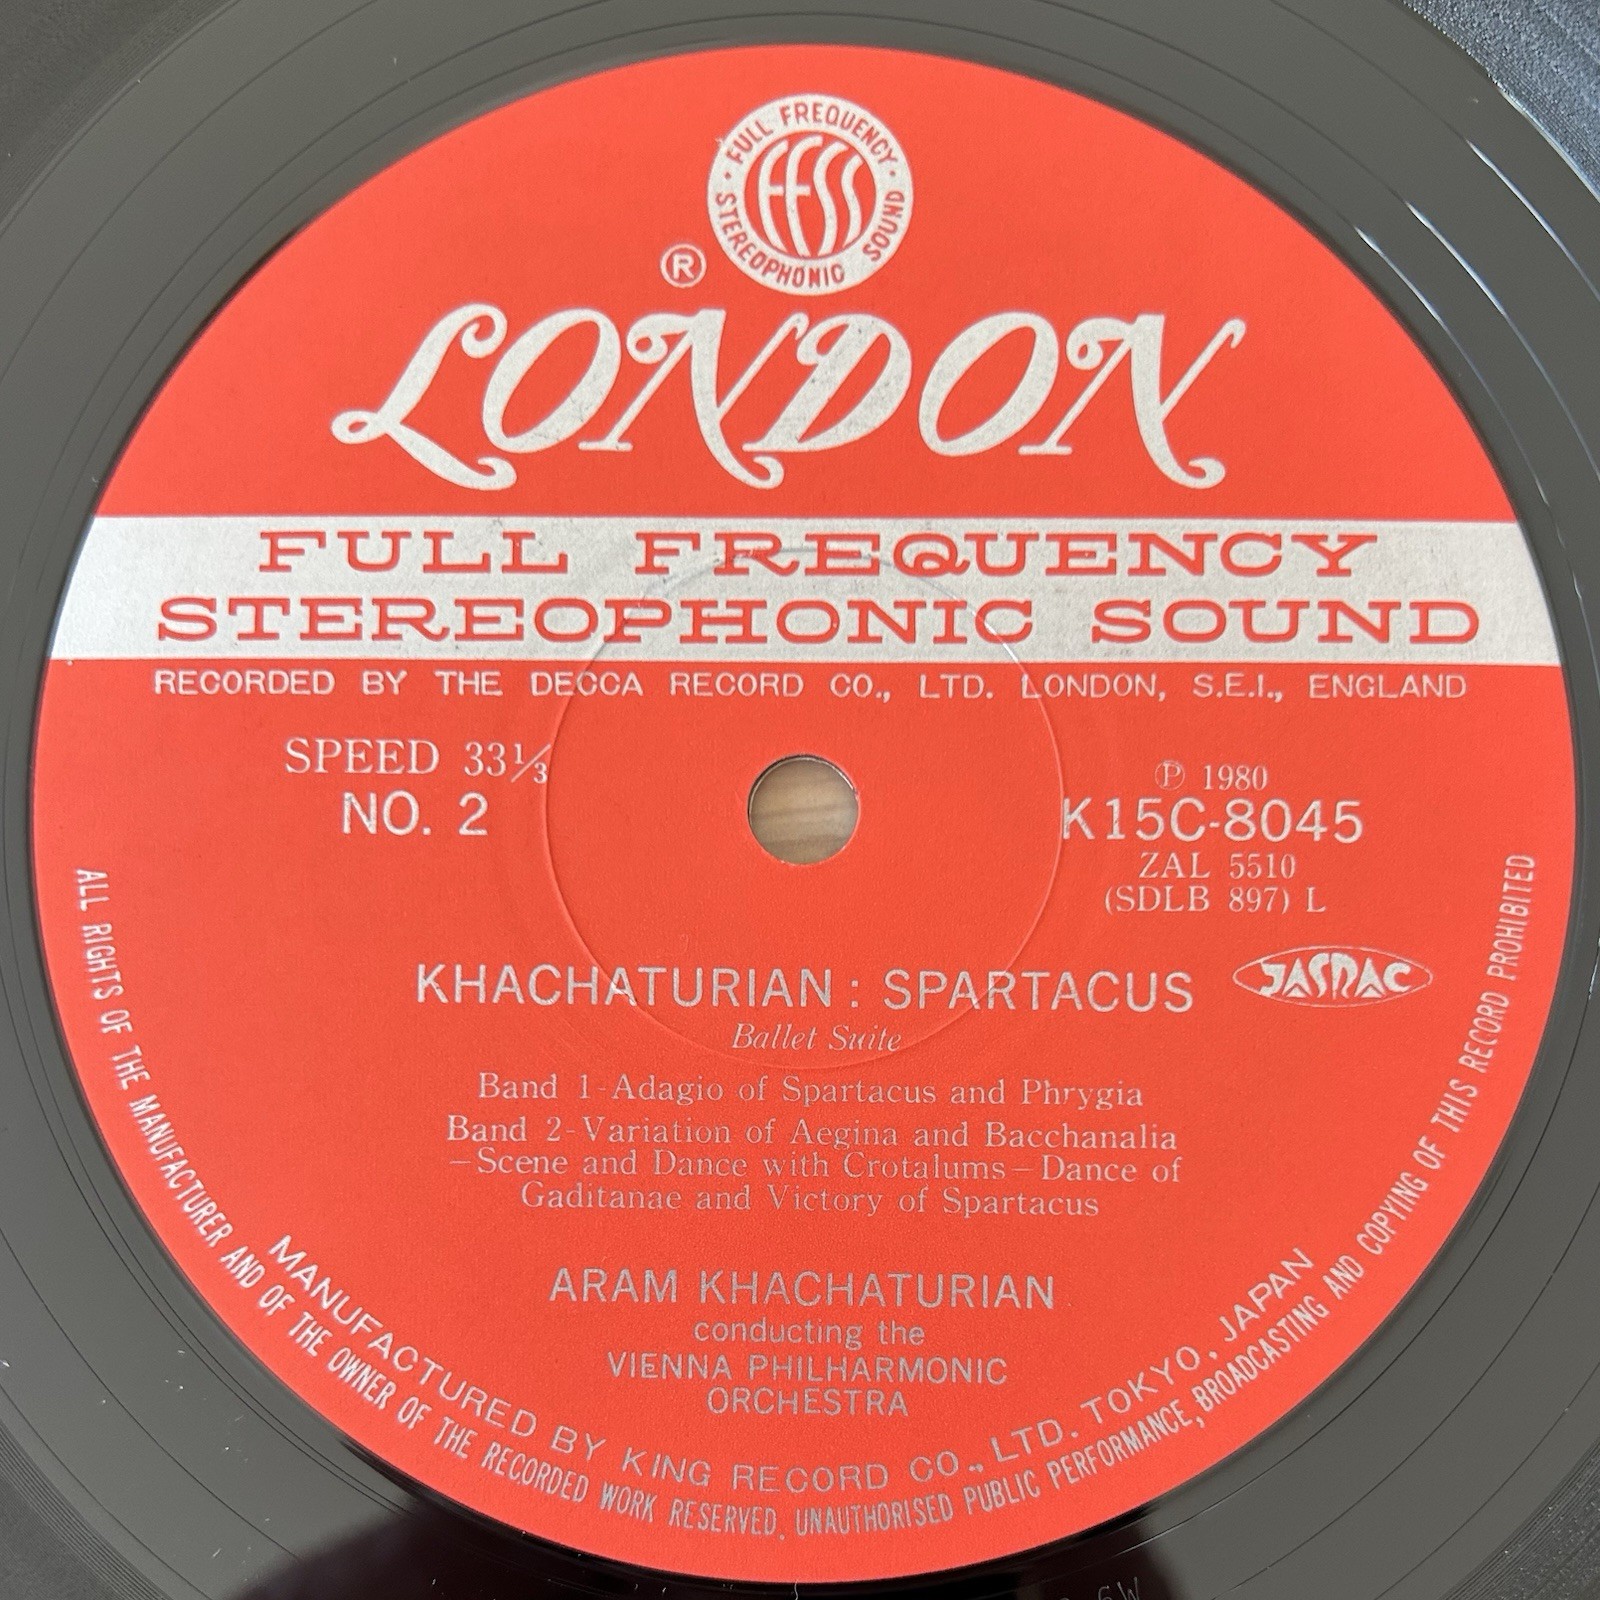 · FULL FREQUENCY ·
STEREOPHONIC SOUND
FFSS
®
LONDON
FULL FREQUENCY
STEREOPHONIC SOUND
RECORDED BY THE DECCA RECORD CO., LTD. LONDON, S.E.I., ENGLAND
SPEED 33⅓
NO. 2
℗ 1980
K15C-8045
ZAL 5510
(SDLB 897) L
KHACHATURIAN : SPARTACUS
JASRAC
Ballet Suite
Band 1-Adagio of Spartacus and Phrygia
Band 2-Variation of Aegina and Bacchanalia
—Scene and Dance with Crotalums—Dance of
Gaditanae and Victory of Spartacus
ARAM KHACHATURIAN
conducting the
VIENNA PHILHARMONIC
ORCHESTRA
MANUFACTURED BY KING RECORD CO., LTD. TOKYO, JAPAN
ALL RIGHTS OF THE MANUFACTURER AND OF THE OWNER OF THE RECORDED WORK RESERVED. UNAUTHORISED PUBLIC PERFORMANCE, BROADCASTING AND COPYING OF THIS RECORD PROHIBITED